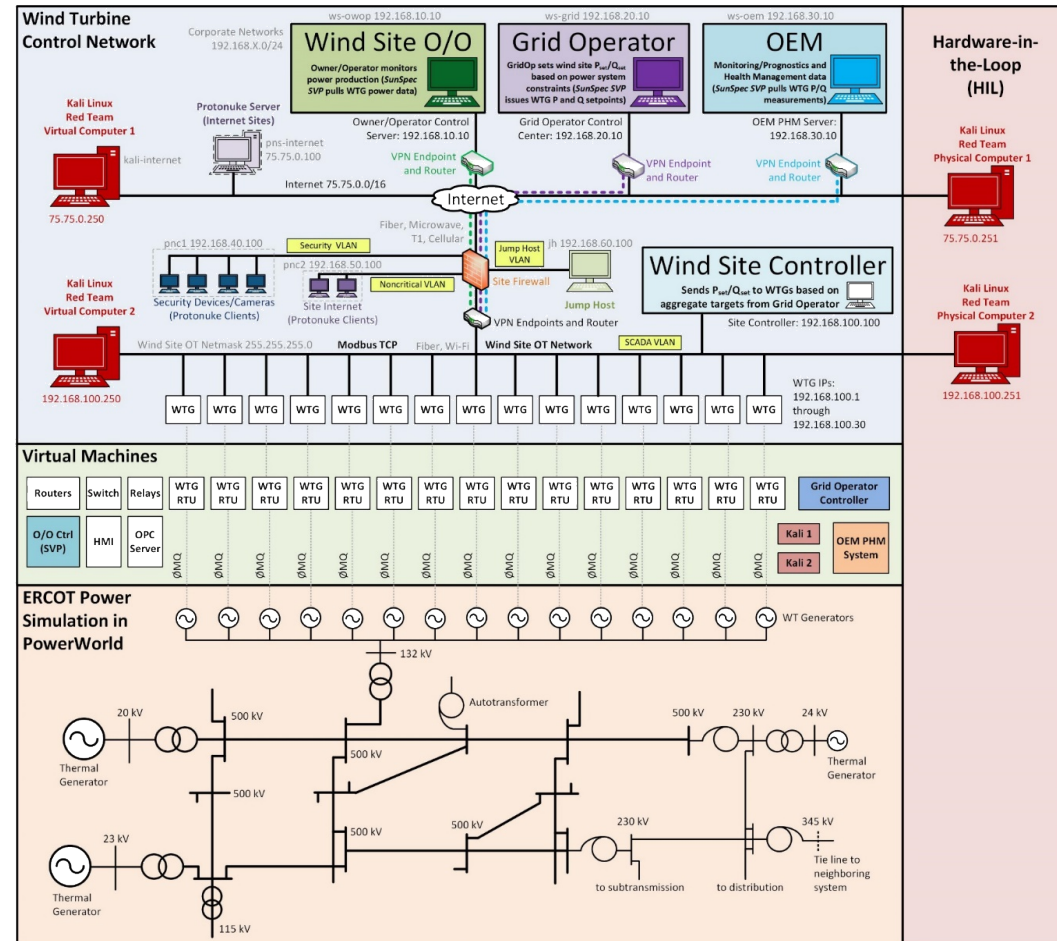 Wind Turbine
Control Network
Corporate Networks
192.168.X.0/24
ws-owop 192.168.10.10
Wind Site O/O
Owner/Operator monitors
power production (SunSpec
SVP pulls WTG power data)
ws-grid 192.168.20.10
Grid Operator
GridOp sets wind site Pset/Qset
based on power system
constraints (SunSpec SVP
issues WTG P and Q setpoints)
ws-oem 192.168.30.10
OEM
Monitoring/Prognostics and
Health Management data
(SunSpec SVP pulls WTG P/Q
measurements)
Hardware-in-
the-Loop
(HIL)
Kali Linux
Red Team
Virtual Computer 1
kali-internet
75.75.0.250
Protonuke Server
(Internet Sites)
pns-internet
75.75.0.100
Owner/Operator Control
Server: 192.168.10.10
Grid Operator Control
Center: 192.168.20.10
OEM PHM Server:
192.168.30.10
VPN Endpoint
and Router
VPN Endpoint
and Router
VPN Endpoint
and Router
Kali Linux
Red Team
Physical Computer 1
75.75.0.251
Internet 75.75.0.0/16
Internet
Fiber, Microwave,
T1, Cellular
pnc1 192.168.40.100
Security VLAN
Security Devices/Cameras
(Protonuke Clients)
pnc2 192.168.50.100
Noncritical VLAN
Site Internet
(Protonuke Clients)
Jump Host
VLAN
jh 192.168.60.100
Jump Host
Site Firewall
VPN Endpoints and Router
Wind Site Controller
Sends Pset/Qset to WTGs based on
aggregate targets from Grid Operator
Site Controller: 192.168.100.100
Kali Linux
Red Team
Virtual Computer 2
192.168.100.250
Kali Linux
Red Team
Physical Computer 2
192.168.100.251
Wind Site OT Netmask 255.255.255.0
Modbus TCP
Fiber, Wi-Fi
Wind Site OT Network
SCADA VLAN
WTG WTG WTG WTG WTG WTG WTG WTG WTG WTG WTG WTG WTG WTG WTG
WTG IPs:
192.168.100.1
through
192.168.100.30
Virtual Machines
Routers
Switch
Relays
O/O Ctrl
(SVP)
HMI
OPC
Server
WTG WTG WTG WTG WTG WTG WTG WTG WTG WTG WTG WTG WTG WTG WTG
RTU RTU RTU RTU RTU RTU RTU RTU RTU RTU RTU RTU RTU RTU RTU
ØMQ ØMQ ØMQ ØMQ ØMQ ØMQ ØMQ ØMQ ØMQ ØMQ ØMQ ØMQ ØMQ ØMQ ØMQ
Grid Operator
Controller
Kali 1
Kali 2
OEM PHM
System
ERCOT Power
Simulation in
PowerWorld
WT Generators
132 kV
Autotransformer
20 kV
500 kV
500 kV
500 kV
230 kV
24 kV
Thermal
Generator
Thermal
Generator
500 kV
23 kV
500 kV
500 kV
230 kV
345 kV
Thermal
Generator
115 kV
to subtransmission
to distribution
Tie line to
neighboring
system